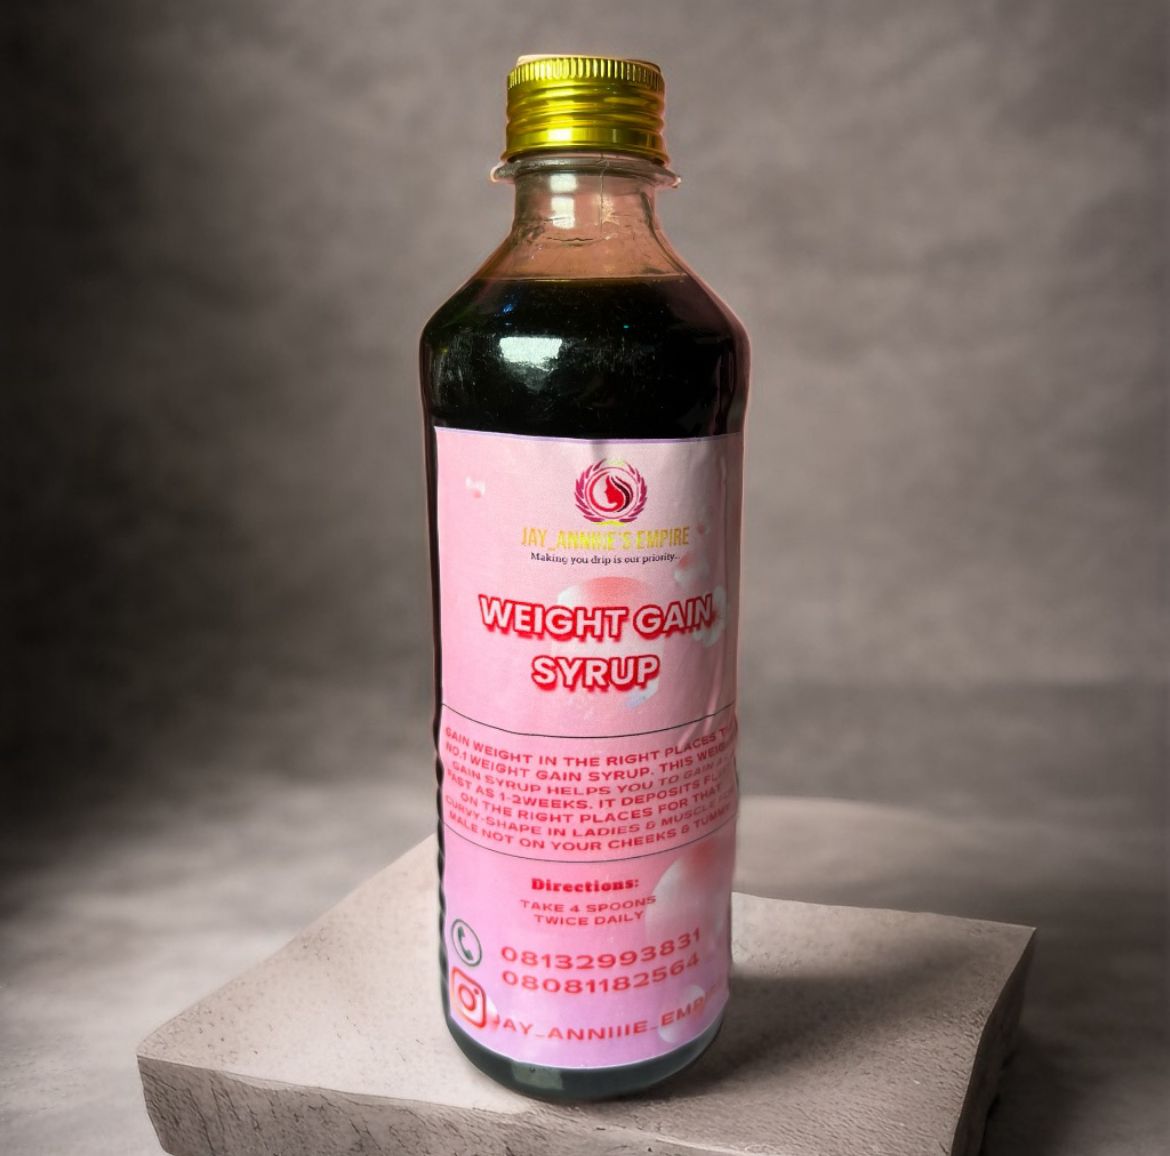 JAY_ANNIIIE'S EMPIRE
Making you drip is our priority..
WEIGHT GAIN
SYRUP
GAIN WEIGHT IN THE RIGHT PLACES
NO.1 WEIGHT GAIN SYRUP. THIS
GAIN SYRUP HELPS YOU TO GAIN
FAST AS 1-2WEEKS. IT DEPOSITS
ON THE RIGHT PLACES FOR THAT
CURVY-SHAPE IN LADIES & MUSCLE
MALE NOT ON YOUR CHEEKS &
Directions:
TAKE 4 SPOONS
TWICE DAILY
08132993831
08081182564
JAY_ANNIIIE_